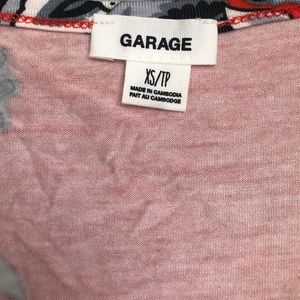 GARAGE
XS/TP
MADE IN CAMBODIA
FAIT AU CAMBODGE